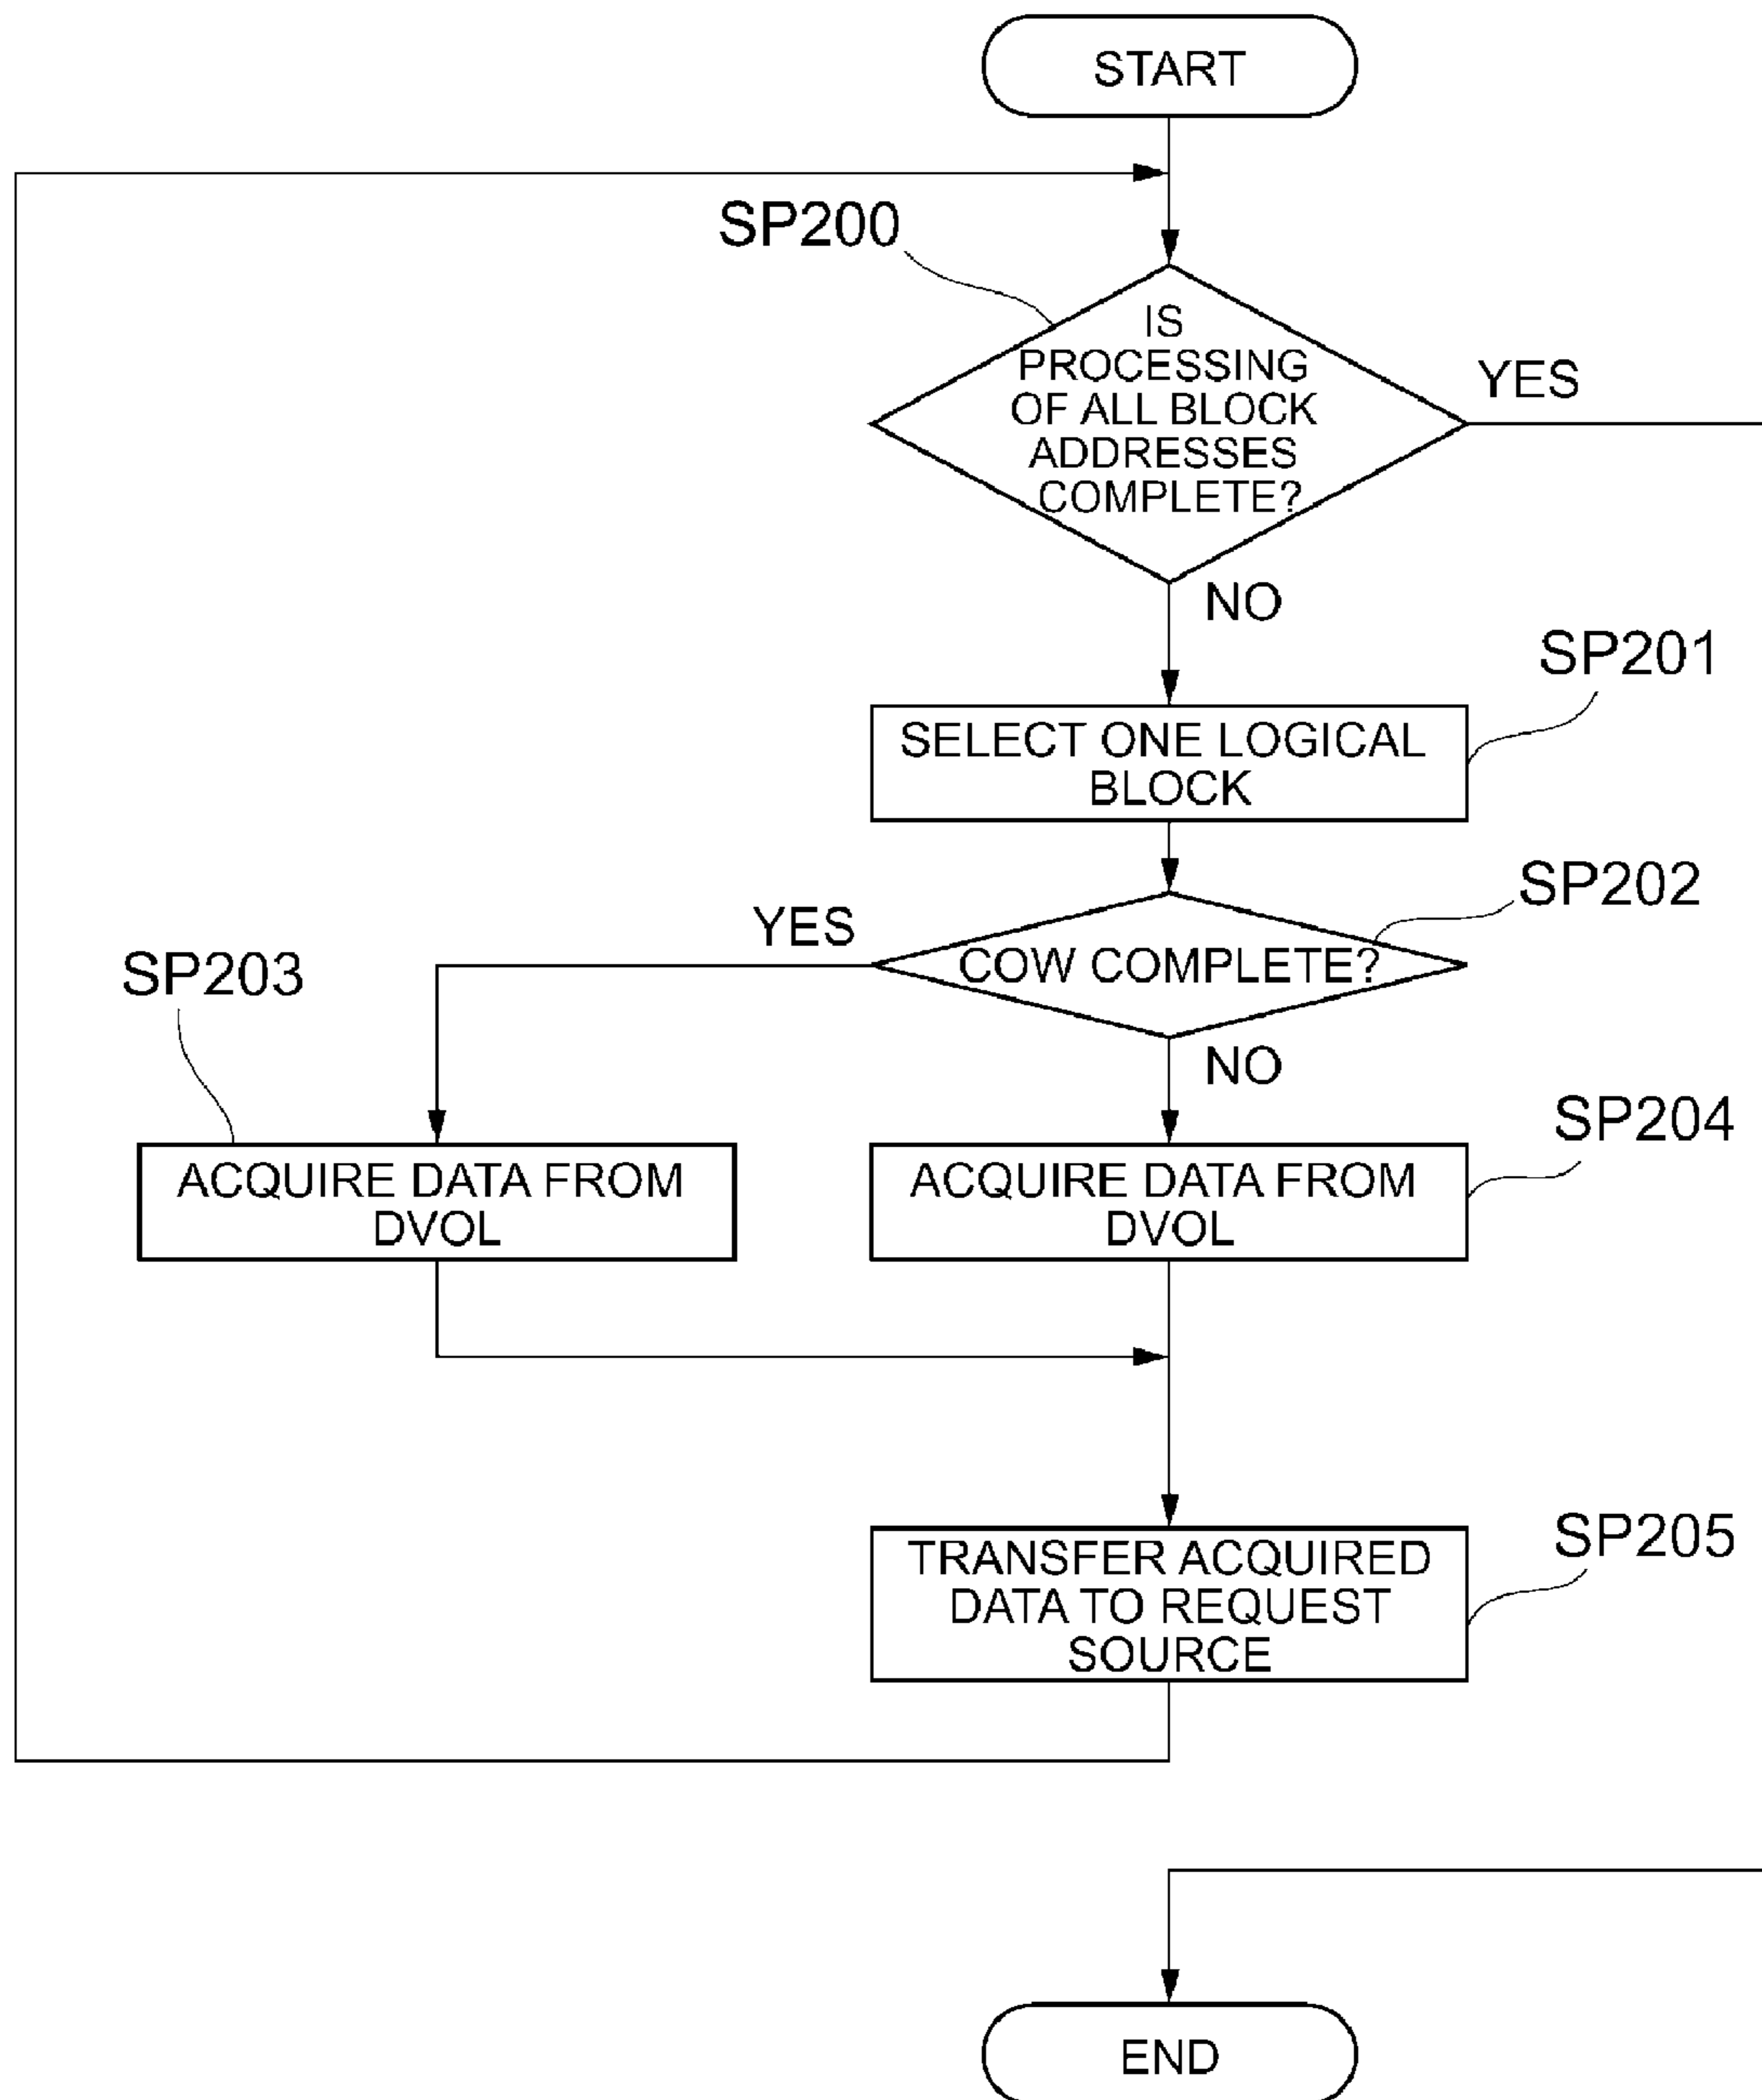 START
SP200
IS
PROCESSING
OF ALL BLOCK
ADDRESSES
COMPLETE?
YES
NO
SP201
SELECT ONE LOGICAL
BLOCK
SP202
YES
COW COMPLETE?
SP203
NO
SP204
ACQUIRE DATA FROM
DVOL
ACQUIRE DATA FROM
DVOL
SP205
TRANSFER ACQUIRED
DATA TO REQUEST
SOURCE
END